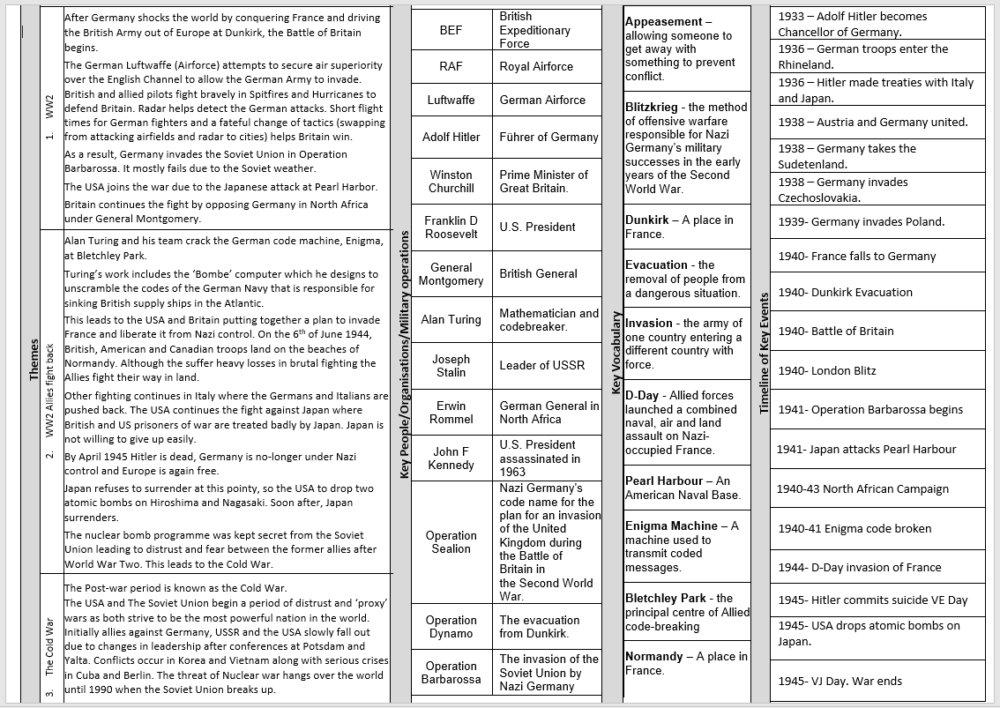 Themes
1. WW2
After Germany shocks the world by conquering France and driving
the British Army out of Europe at Dunkirk, the Battle of Britain
begins.
The German Luftwaffe (Airforce) attempts to secure air superiority
over the English Channel to allow the German Army to invade.
British and allied pilots fight bravely in Spitfires and Hurricanes to
defend Britain. Radar helps detect the German attacks. Short flight
times for German fighters and a fateful change of tactics (swapping
from attacking airfields and radar to cities) helps Britain win.
As a result, Germany invades the Soviet Union in Operation
Barbarossa. It mostly fails due to the Soviet weather.
The USA joins the war due to the Japanese attack at Pearl Harbor.
Britain continues the fight by opposing Germany in North Africa
under General Montgomery.
2. WW2 Allies fight back
Alan Turing and his team crack the German code machine, Enigma,
at Bletchley Park.
Turing's work includes the 'Bombe' computer which he designs to
unscramble the codes of the German Navy that is responsible for
sinking British supply ships in the Atlantic.
This leads to the USA and Britain putting together a plan to invade
France and liberate it from Nazi control. On the 6th of June 1944,
British, American and Canadian troops land on the beaches of
Normandy. Although the suffer heavy losses in brutal fighting the
Allies fight their way in land.
Other fighting continues in Italy where the Germans and Italians are
pushed back. The USA continues the fight against Japan where
British and US prisoners of war are treated badly by Japan. Japan is
not willing to give up easily.
By April 1945 Hitler is dead, Germany is no-longer under Nazi
control and Europe is again free.
Japan refuses to surrender at this pointy, so the USA to drop two
atomic bombs on Hiroshima and Nagasaki. Soon after, Japan
surrenders.
The nuclear bomb programme was kept secret from the Soviet
Union leading to distrust and fear between the former allies after
World War Two. This leads to the Cold War.
3. The Cold War
The Post-war period is known as the Cold War.
The USA and The Soviet Union begin a period of distrust and 'proxy'
wars as both strive to be the most powerful nation in the world.
Initially allies against Germany, USSR and the USA slowly fall out
due to changes in leadership after conferences at Potsdam and
Yalta. Conflicts occur in Korea and Vietnam along with serious crises
in Cuba and Berlin. The threat of Nuclear war hangs over the world
until 1990 when the Soviet Union breaks up.
Key People/Organisations/Military operations
BEF
British
Expeditionary
Force
RAF
Royal Airforce
Luftwaffe
German Airforce
Adolf Hitler
Führer of Germany
Winston
Churchill
Prime Minister of
Great Britain.
Franklin D
Roosevelt
U.S. President
General
Montgomery
British General
Alan Turing
Mathematician and
codebreaker.
Joseph
Stalin
Leader of USSR
Erwin
Rommel
German General in
North Africa
John F
Kennedy
U.S. President
assassinated in
1963
Operation
Sealion
Nazi Germany's
code name for the
plan for an invasion
of the United
Kingdom during
the Battle of
Britain in
the Second World
War.
Operation
Dynamo
The evacuation
from Dunkirk.
Operation
Barbarossa
The invasion of the
Soviet Union by
Nazi Germany
Key Vocabulary
Appeasement –
allowing someone to
get away with
something to prevent
conflict.
Blitzkrieg - the method
of offensive warfare
responsible for Nazi
Germany's military
successes in the early
years of the Second
World War.
Dunkirk – A place in
France.
Evacuation - the
removal of people from
a dangerous situation.
Invasion - the army of
one country entering a
different country with
force.
D-Day - Allied forces
launched a combined
naval, air and land
assault on Nazi-
occupied France.
Pearl Harbour – An
American Naval Base.
Enigma Machine – A
machine used to
transmit coded
messages.
Bletchley Park - the
principal centre of Allied
code-breaking
Normandy – A place in
France.
Timeline of Key Events
1933 – Adolf Hitler becomes
Chancellor of Germany.
1936 – German troops enter the
Rhineland.
1936 – Hitler made treaties with Italy
and Japan.
1938 – Austria and Germany united.
1938 – Germany takes the
Sudetenland.
1938 – Germany invades
Czechoslovakia.
1939- Germany invades Poland.
1940- France falls to Germany
1940- Dunkirk Evacuation
1940- Battle of Britain
1940- London Blitz
1941- Operation Barbarossa begins
1941- Japan attacks Pearl Harbour
1940-43 North African Campaign
1940-41 Enigma code broken
1944- D-Day invasion of France
1945- Hitler commits suicide VE Day
1945- USA drops atomic bombs on
Japan.
1945- VJ Day. War ends